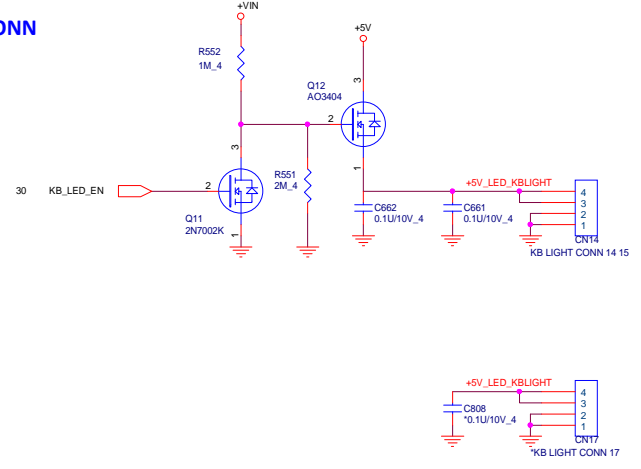 ONN
+VIN
+5V
R552
1M_4
Q12
AO3404
3
2
3
1
R551
2M_4
30 KB_LED_EN
2
Q11
2N7002K
1
+5V_LED_KBLIGHT
C662
0.1U/10V_4
C661
0.1U/10V_4
4
3
2
1
CN14
KB LIGHT CONN 14 15
+5V_LED_KBLIGHT
C808
*0.1U/10V_4
4
3
2
1
CN17
*KB LIGHT CONN 17